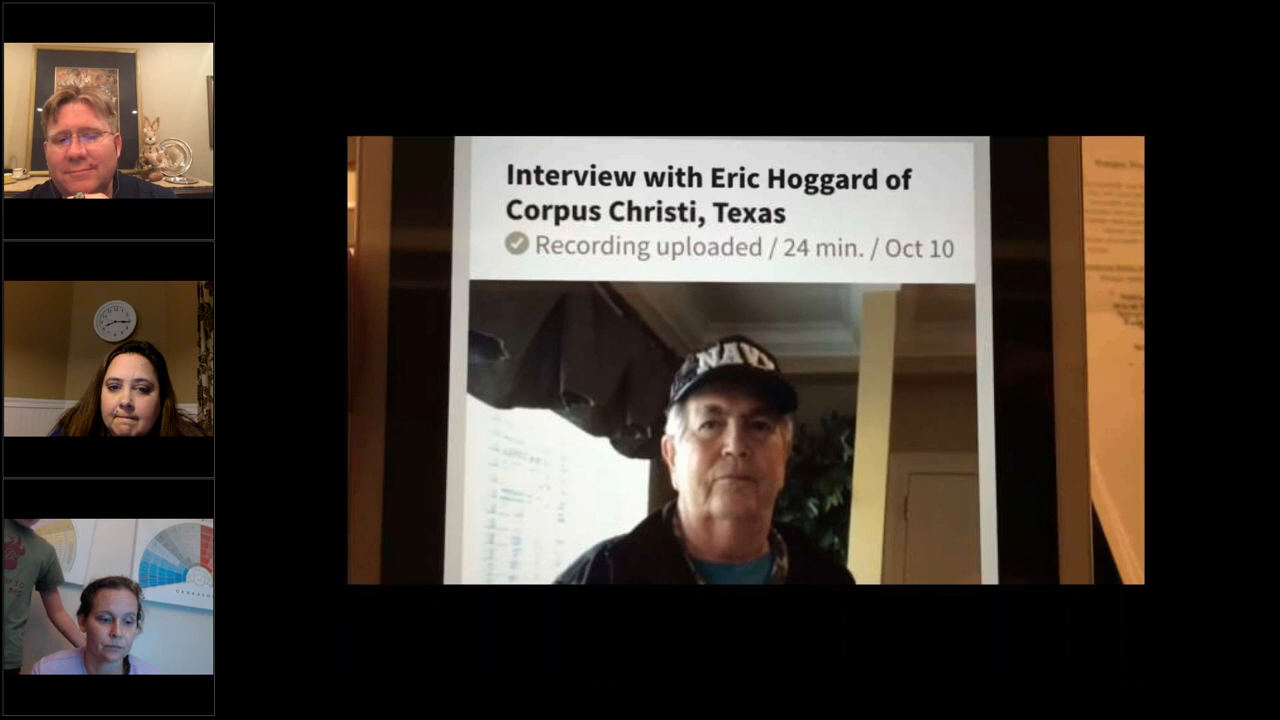 Interview with Eric Hoggard of
Corpus Christi, Texas
Recording uploaded / 24 min. / Oct 10
NAVY